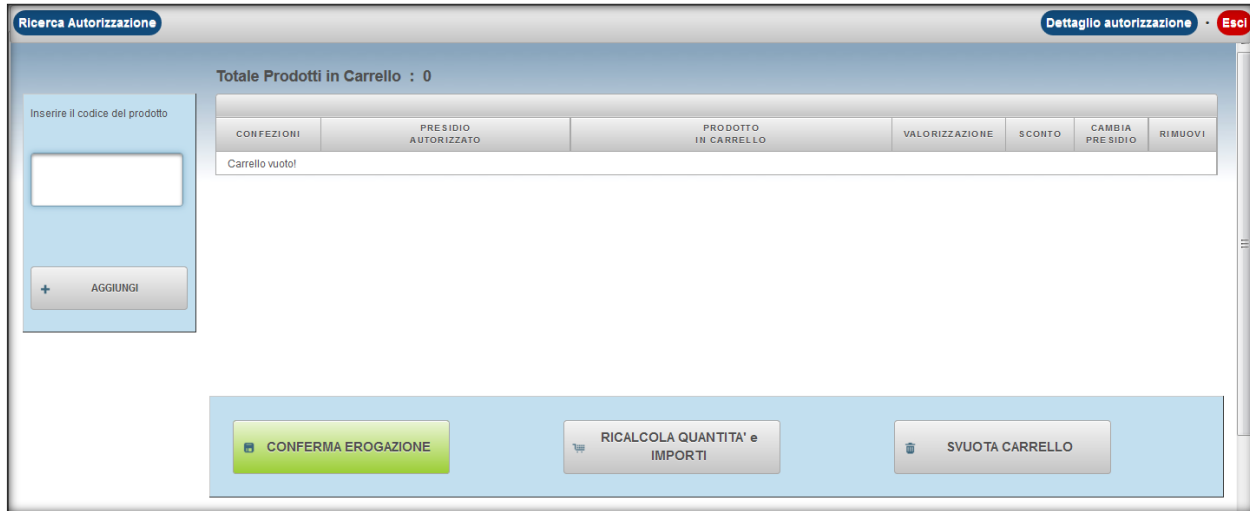 Ricerca Autorizzazione
Dettaglio autorizzazione · Esci
Totale Prodotti in Carrello : 0
Inserire il codice del prodotto
CONFEZIONI
PRESIDIO
AUTORIZZATO
PRODOTTO
IN CARRELLO
VALORIZZAZIONE
SCONTO
CAMBIA
PRESIDIO
RIMUOVI
Carrello vuoto!
+ AGGIUNGI
CONFERMA EROGAZIONE
RICALCOLA QUANTITA' e
IMPORTI
SVUOTA CARRELLO